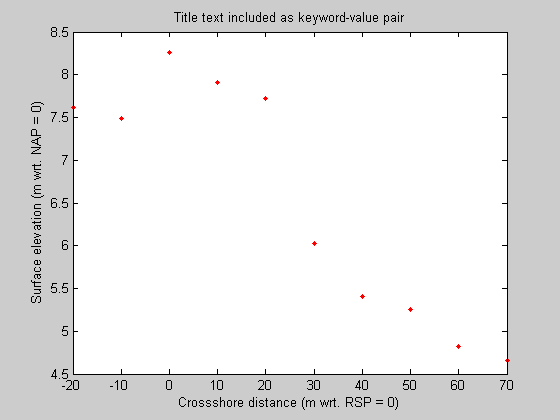 Title text included as keyword-value pair
8.5
8
7.5
7
6.5
6
5.5
5
4.5
Surface elevation (m wrt. NAP = 0)
-20 -10 0 10 20 30 40 50 60 70
Crossshore distance (m wrt. RSP = 0)